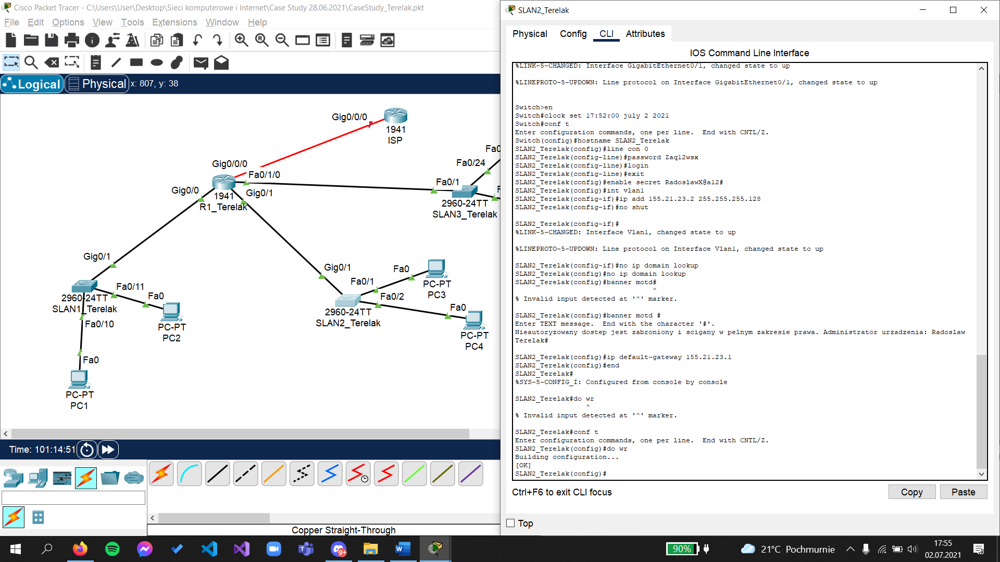 Cisco Packet Tracer - C:\Users\User\Desktop\Sieci komputerowe i Internet\Case Study 28.06.2021\CaseStudy_Terelak.pkt
File Edit Options View Tools Extensions Window Help
Logical
Physical
x: 807, y: 38
Gig0/0/0
1941
ISP
Fa0
Fa0/24
Gig0/0/0
Fa0/1/0
Fa0/1
Gig0/0
Gig0/1
1941
R1_Terelak
2960-24TT
SLAN3_Terelak
Gig0/1
Gig0/1
Fa0
Fa0/1
PC-PT
PC3
Fa0/11
Fa0
2960-24TT
SLAN1_Terelak
Fa0/2
Fa0
2960-24TT
SLAN2_Terelak
Fa0/10
PC-PT
PC2
PC-PT
PC4
Fa0
PC-PT
PC1
Time: 101:14:51
Copper Straight-Through
SLAN2_Terelak
Physical Config CLI Attributes
IOS Command Line Interface
%LINK-5-CHANGED: Interface GigabitEthernet0/1, changed state to up
%LINEPROTO-5-UPDOWN: Line protocol on Interface GigabitEthernet0/1, changed state to up
Switch>en
Switch#clock set 17:52:00 july 2 2021
Switch#conf t
Enter configuration commands, one per line.  End with CNTL/Z.
Switch(config)#hostname SLAN2_Terelak
SLAN2_Terelak(config)#line con 0
SLAN2_Terelak(config-line)#password Zaq12wsx
SLAN2_Terelak(config-line)#login
SLAN2_Terelak(config-line)#exit
SLAN2_Terelak(config)#enable secret RadoslawX@a12#
SLAN2_Terelak(config)#int vlan1
SLAN2_Terelak(config-if)#ip add 155.21.23.2 255.255.255.128
SLAN2_Terelak(config-if)#no shut
SLAN2_Terelak(config-if)#
%LINK-5-CHANGED: Interface Vlan1, changed state to up
%LINEPROTO-5-UPDOWN: Line protocol on Interface Vlan1, changed state to up
SLAN2_Terelak(config-if)#no ip domain lookup
SLAN2_Terelak(config)#no ip domain lookup
SLAN2_Terelak(config)#banner motd#
^
% Invalid input detected at '^' marker.
SLAN2_Terelak(config)#banner motd #
Enter TEXT message.  End with the character '#'.
Nieautoryzowany dostep jest zabroniony i scigany w pelnym zakresie prawa. Administrator urzadzenia: Radoslaw
Terelak#
SLAN2_Terelak(config)#ip default-gateway 155.21.23.1
SLAN2_Terelak(config)#end
SLAN2_Terelak#
%SYS-5-CONFIG_I: Configured from console by console
SLAN2_Terelak#do wr
^
% Invalid input detected at '^' marker.
SLAN2_Terelak#conf t
Enter configuration commands, one per line.  End with CNTL/Z.
SLAN2_Terelak(config)#do wr
Building configuration...
[OK]
SLAN2_Terelak(config)#
Ctrl+F6 to exit CLI focus
Copy Paste
Top
9+
90%
21°C Pochmurnie
17:55
02.07.2021